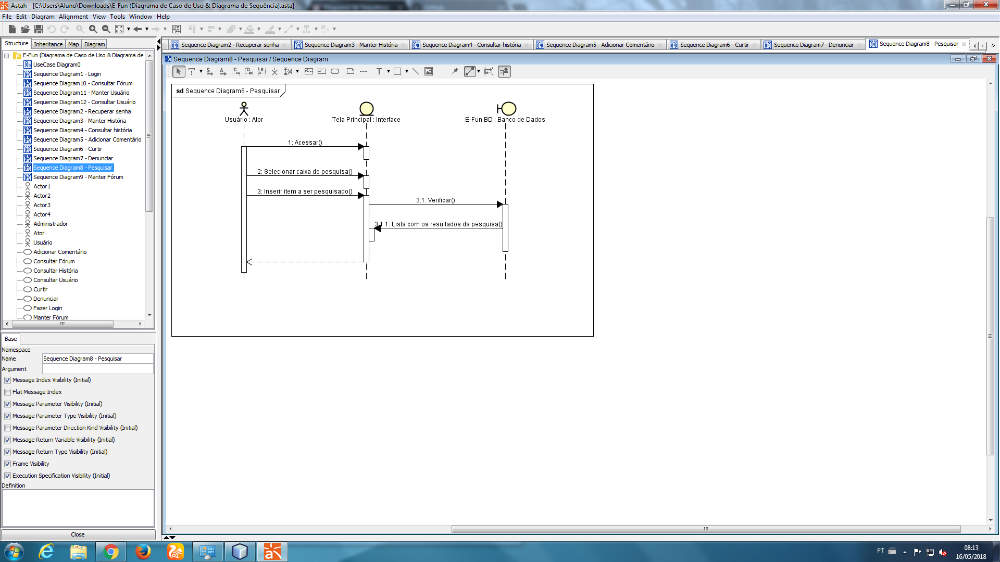 Astah - [C:\Users\Aluno\Downloads\E-Fun (Diagrama de Caso de Uso & Diagrama de Sequência).asta]
File Edit Diagram Alignment View Tools Window Help
Structure Inheritance Map Diagram
Sequence Diagram2 - Recuperar senha
Sequence Diagram3 - Manter História
Sequence Diagram4 - Consultar história
Sequence Diagram5 - Adicionar Comentário
Sequence Diagram6 - Curtir
Sequence Diagram7 - Denunciar
Sequence Diagram8 - Pesquisar
E-Fun (Diagrama de Caso de Uso & Diagrama de
UseCase Diagram0
Sequence Diagram1 - Login
Sequence Diagram10 - Consultar Fórum
Sequence Diagram11 - Manter Usuário
Sequence Diagram12 - Consultar Usuário
Sequence Diagram2 - Recuperar senha
Sequence Diagram3 - Manter História
Sequence Diagram4 - Consultar história
Sequence Diagram5 - Adicionar Comentário
Sequence Diagram6 - Curtir
Sequence Diagram7 - Denunciar
Sequence Diagram8 - Pesquisar
Sequence Diagram9 - Manter Fórum
Actor1
Actor2
Actor3
Actor4
Administrador
Ator
Usuário
Adicionar Comentário
Consultar Fórum
Consultar História
Consultar Usuário
Curtir
Denunciar
Fazer Login
Manter Fórum
Base
Namespace
Name Sequence Diagram8 - Pesquisar
Argument
Message Index Visibility (Initial)
Flat Message Index
Message Parameter Visibility (Initial)
Message Parameter Type Visibility (Initial)
Message Parameter Direction Kind Visibility (Initial)
Message Return Variable Visibility (Initial)
Message Return Type Visibility (Initial)
Frame Visibility
Execution Specification Visibility (Initial)
Definition
Close
Sequence Diagram8 - Pesquisar / Sequence Diagram
sd Sequence Diagram8 - Pesquisar
Usuário : Ator
Tela Principal : Interface
E-Fun BD : Banco de Dados
1: Acessar()
2: Selecionar caixa de pesquisa()
3: Inserir item a ser pesquisado()
3.1: Verificar()
3.1.1: Lista com os resultados da pesquisa()
PT
08:13
16/05/2018